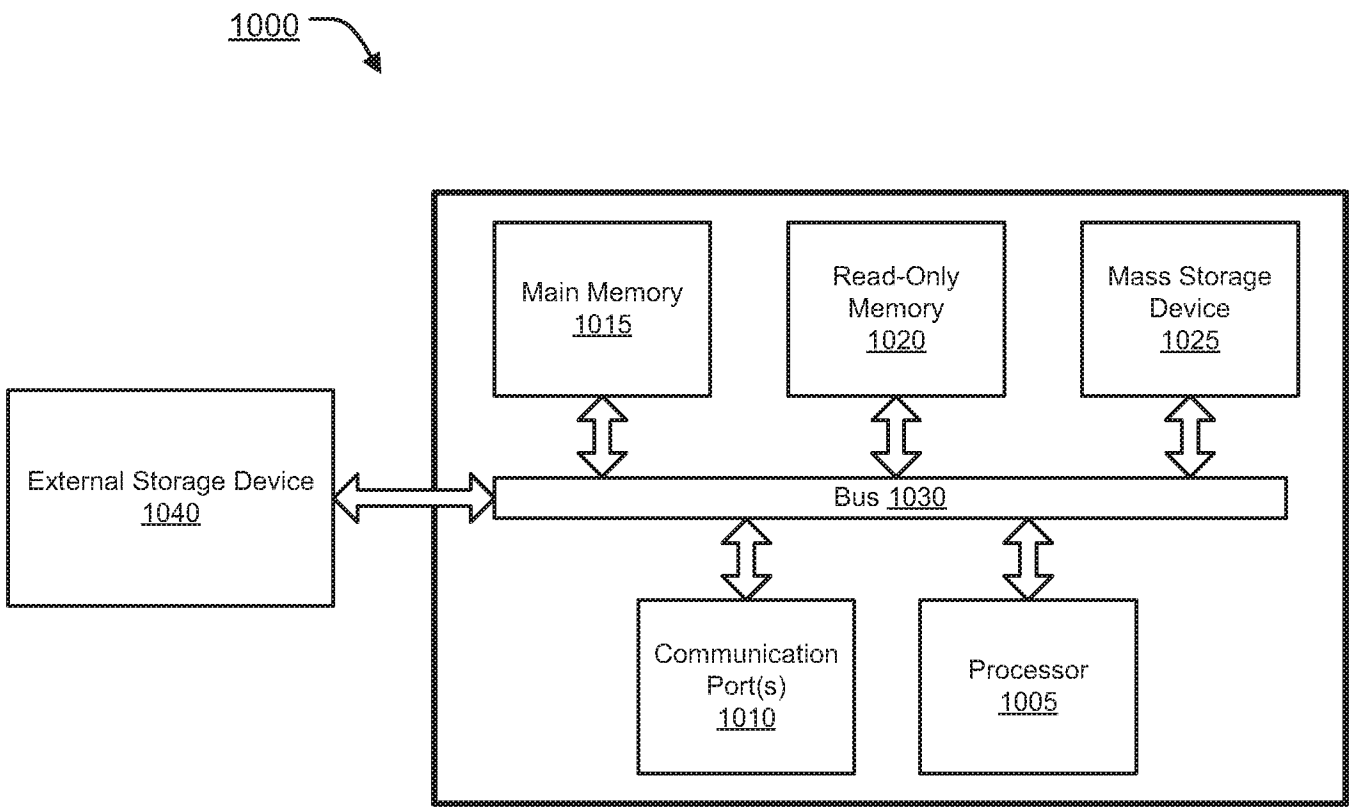 1000
Main Memory
1015
Read-Only
Memory
1020
Mass Storage
Device
1025
External Storage Device
1040
Bus 1030
Communication
Port(s)
1010
Processor
1005